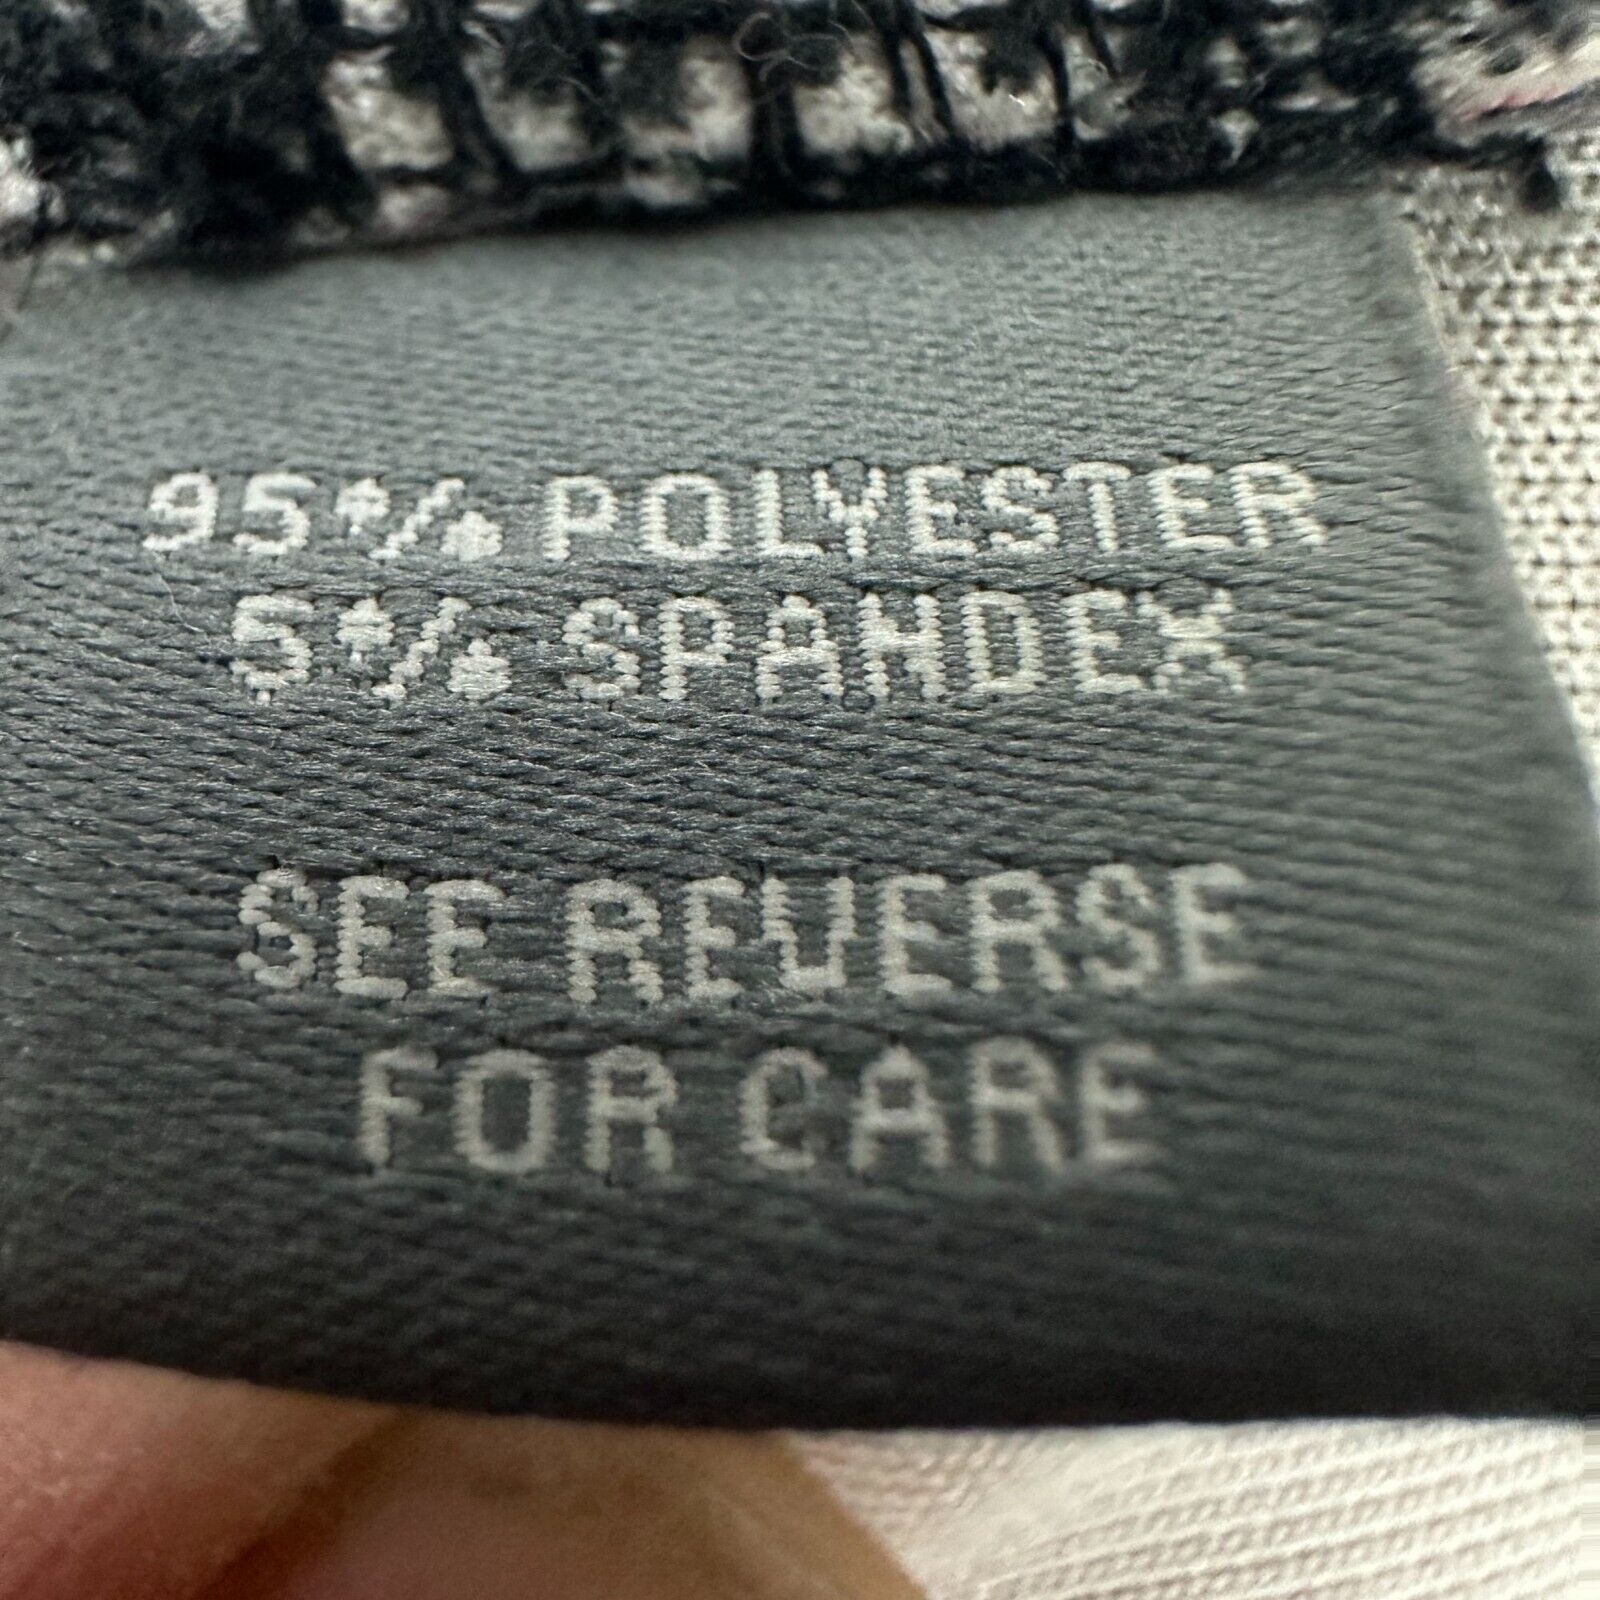 95% POLYESTER
5% SPANDEX
SEE REVERSE
FOR CARE